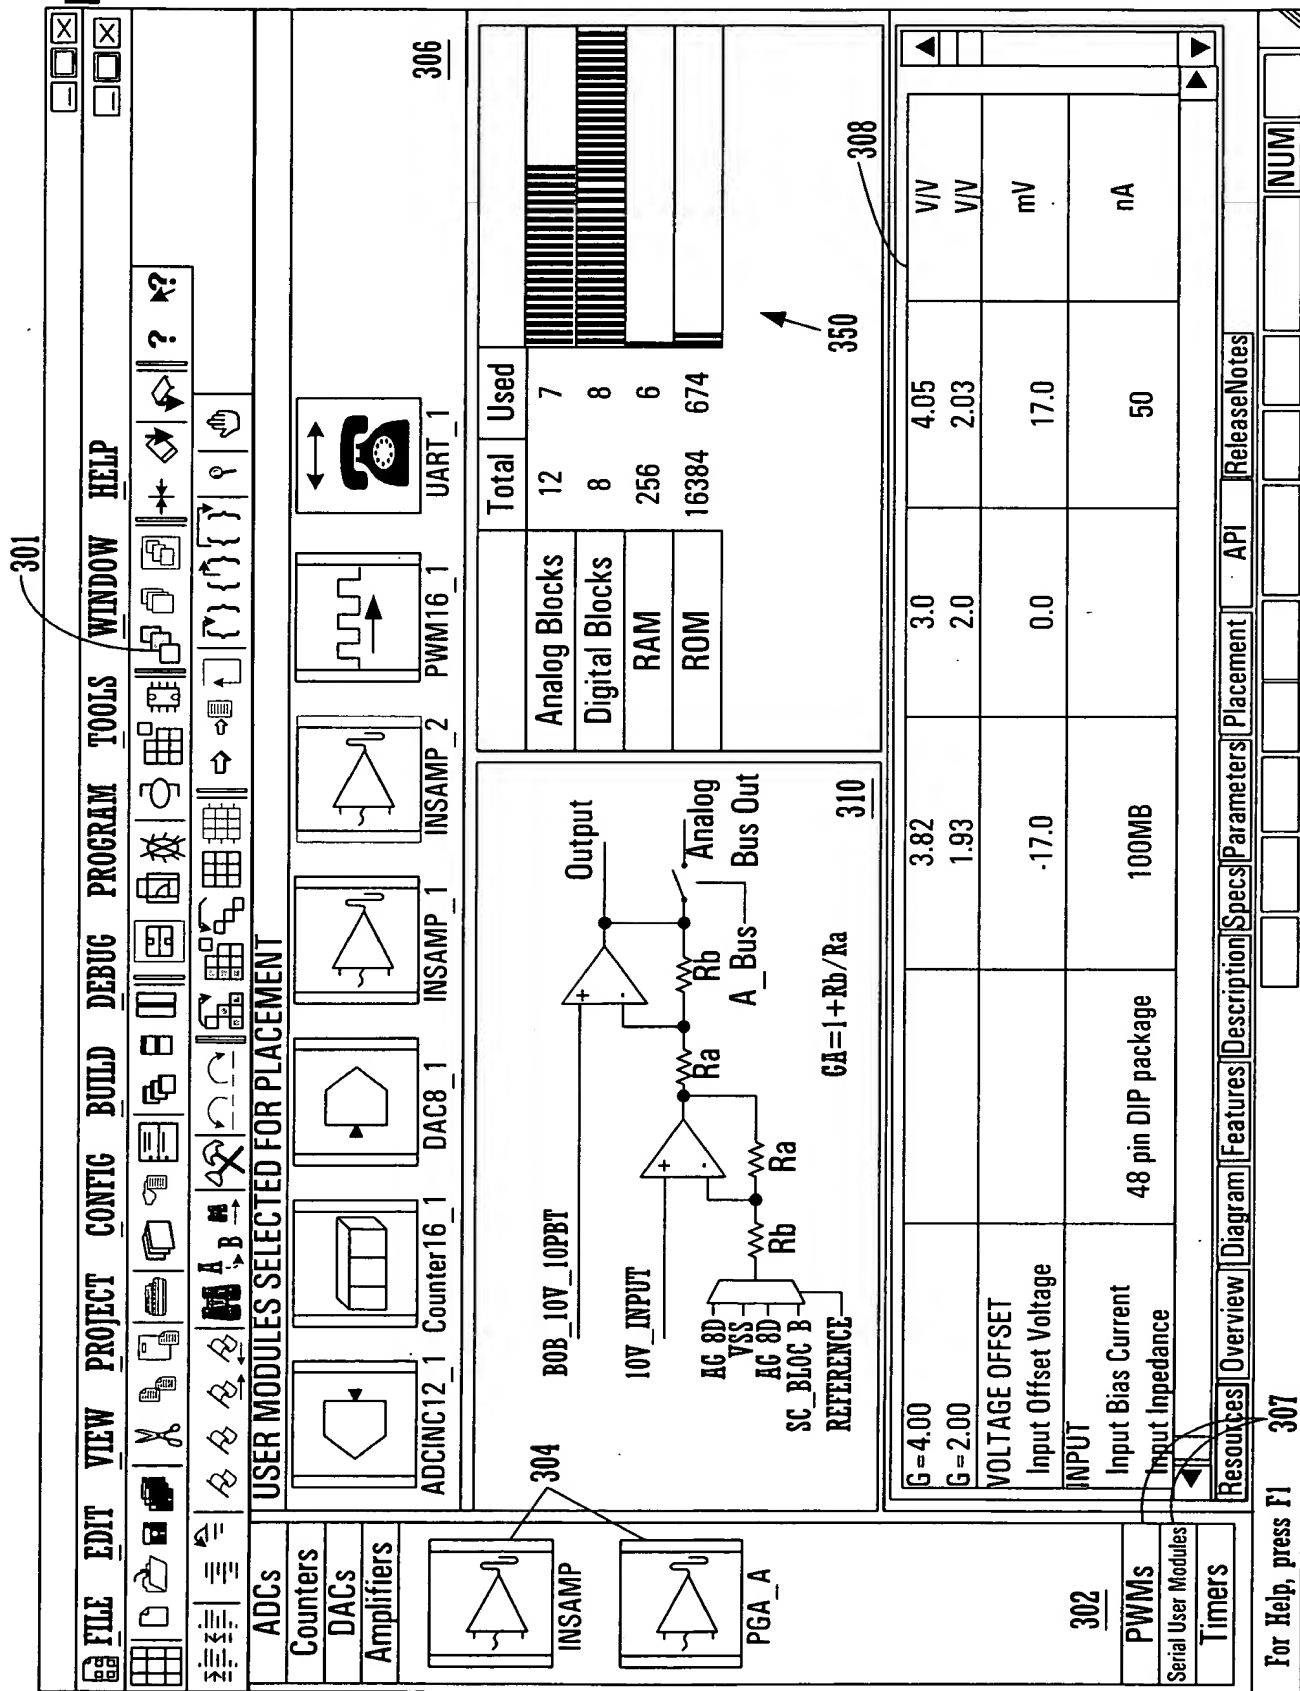 301
FILE EDIT VIEW PROJECT CONFIG BUILD DEBUG PROGRAM TOOLS WINDOW HELP
? ?
A B
ADCs
Counters
DACs
Amplifiers
304
INSAMP
PGA_A
302
PWMs
Serial User Modules
Timers
USER MODULES SELECTED FOR PLACEMENT
306
ADCINC12_1 Counter16_1 DAC8_1 INSAMP_1 INSAMP_2 PWM16_1 UART_1
BOB_10V_10PBT
10V_INPUT
AG 8D
VSS
AG 8D
SC_BLOC B
REFERENCE
Rb
Ra
Ra
Rb
+
-
+
-
Output
Analog
Bus Out
A_Bus
GA=1+Rb/Ra
310
Total Used
Analog Blocks 12 7
Digital Blocks 8 8
RAM 256 6
ROM 16384 674
350
308
G=4.00 3.82 3.0 4.05 V/V
G=2.00 1.93 2.0 2.03 V/V
VOLTAGE OFFSET
Input Offset Voltage -17.0 0.0 17.0 mV
INPUT
Input Bias Current 48 pin DIP package 100MB 50 nA
Input Inpedance
Resources Overview Diagram Features Description Specs Parameters Placement API ReleaseNotes
307
For Help, press F1 NUM